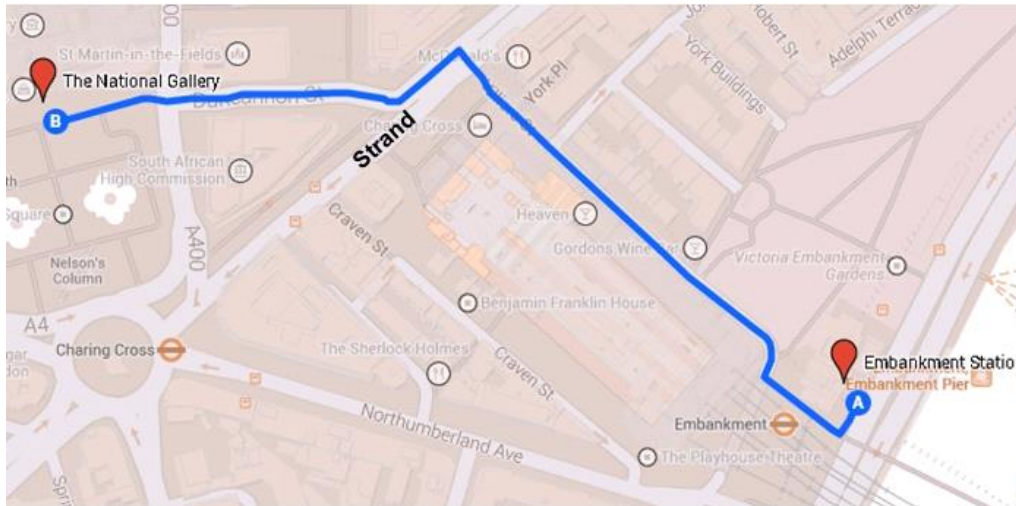 A400
St Martin-in-the-Fields
The National Gallery
B
Duncannon St
McDonald's
York Pl
York Buildings
Adelphi Terrac
Charing Cross
Strand
South African
High Commission
Square
Nelson's
Column
A400
A4
Charing Cross
Craven St
Heaven
Gordons Wine Bar
Victoria Embankment
Gardens
Benjamin Franklin House
The Sherlock Holmes
Craven St
Northumberland Ave
Embankment Statio
Embankment Pier
A
Embankment
The Playhouse Theatre